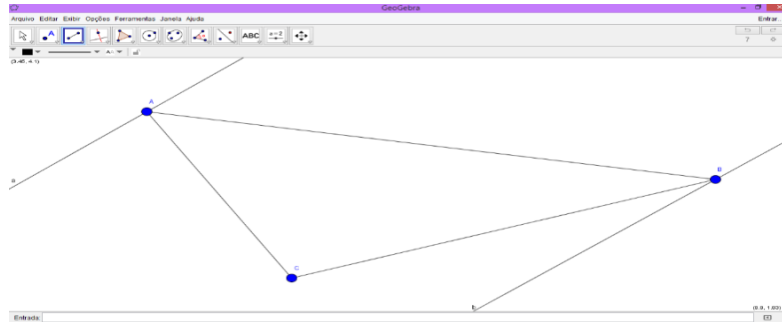 GeoGebra
Arquivo Editar Exibir Opções Ferramentas Janela Ajuda
Entrar...
ABC
a=2
A
B
C
a
b
Entrada: